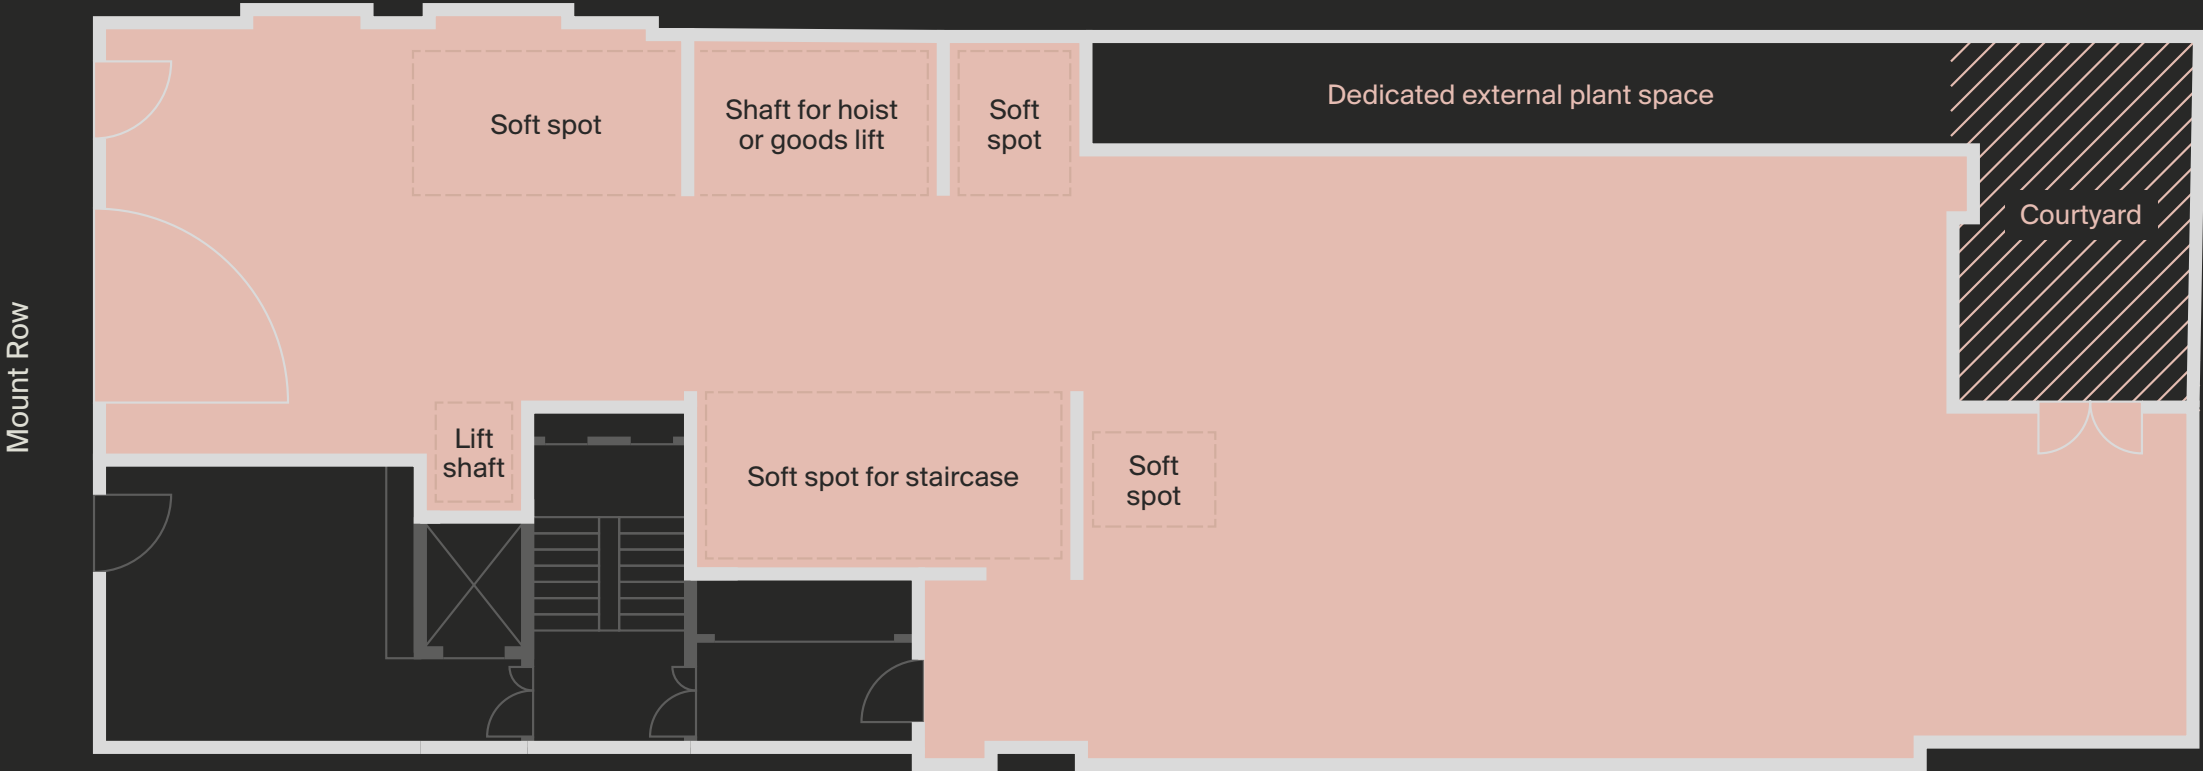 Mount Row
Soft spot
Shaft for hoist
or goods lift
Soft
spot
Dedicated external plant space
Courtyard
Lift
shaft
Soft spot for staircase
Soft
spot